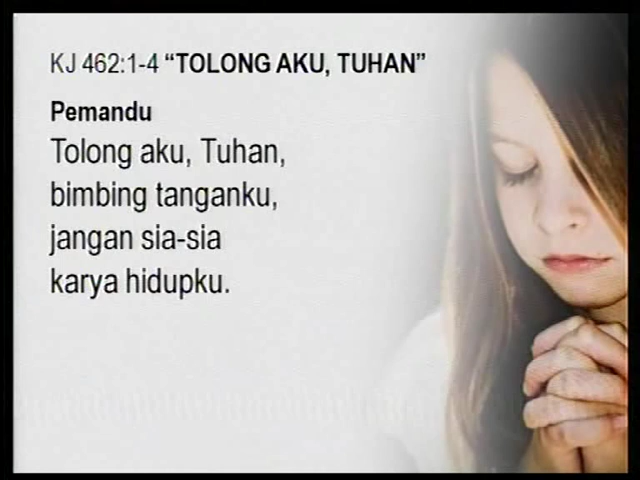 KJ 462:1-4 “TOLONG AKU, TUHAN”
Pemandu
Tolong aku, Tuhan,
bimbing tanganku,
jangan sia-sia
karya hidupku.